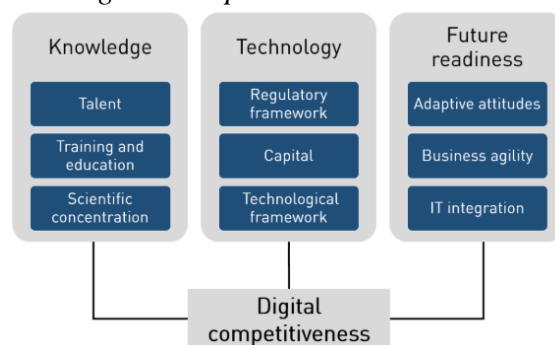 Knowledge
Talent
Training and
education
Scientific
concentration
Technology
Regulatory
framework
Capital
Technological
framework
Future
readiness
Adaptive attitudes
Business agility
IT integration
Digital
competitiveness